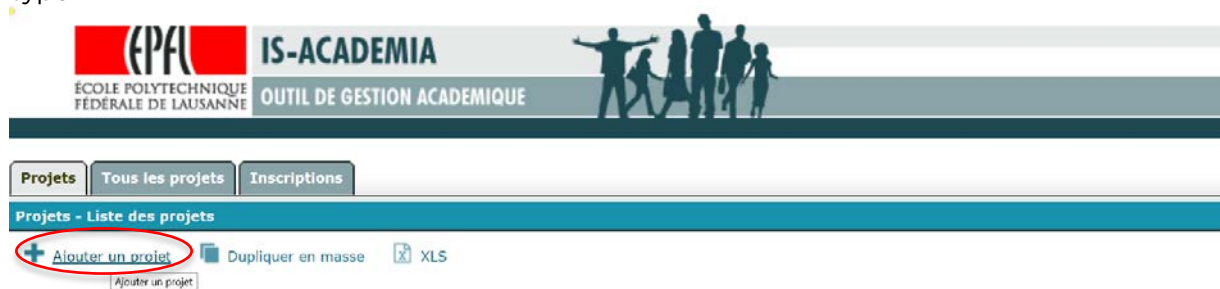 EPFL
ÉCOLE POLYTECHNIQUE
FÉDÉRALE DE LAUSANNE
IS-ACADEMIA
OUTIL DE GESTION ACADEMIQUE
Projets Tous les projets Inscriptions
Projets - Liste des projets
Ajouter un projet Dupliquer en masse XLS
Ajouter un projet